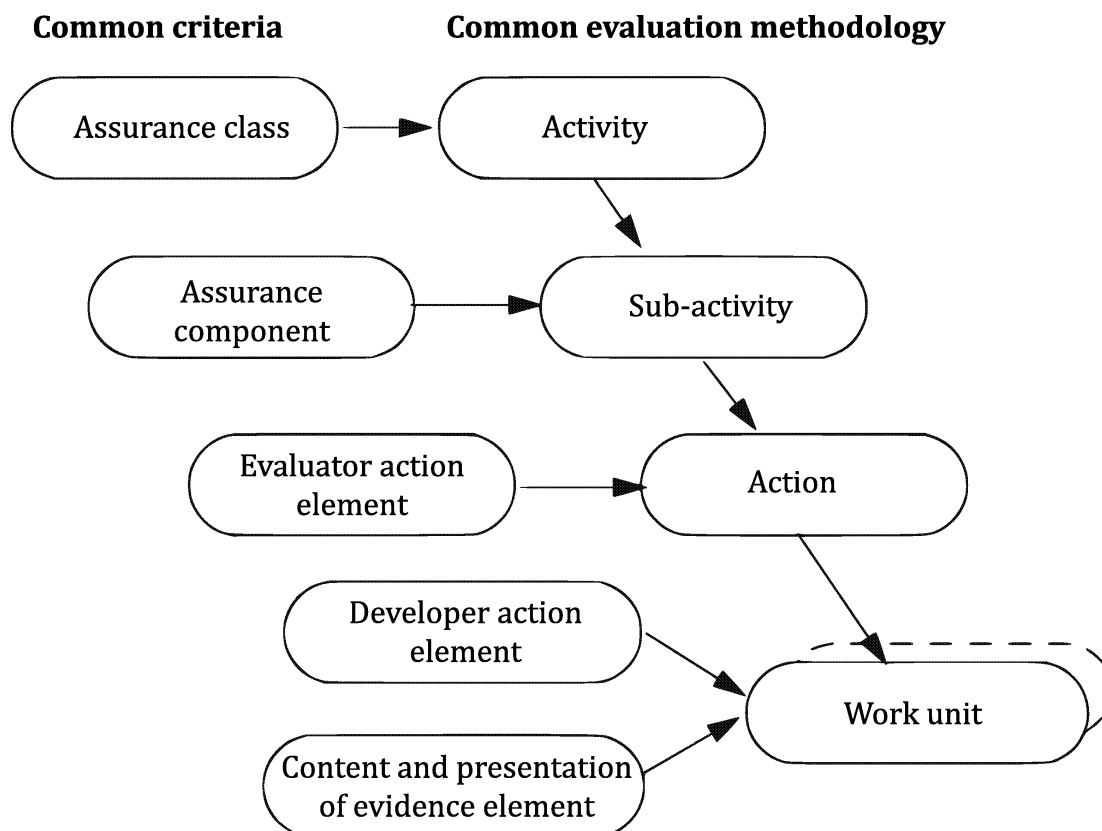 Common criteria
Common evaluation methodology
Assurance class
Activity
Assurance
component
Sub-activity
Evaluator action
element
Action
Developer action
element
Work unit
Content and presentation
of evidence element